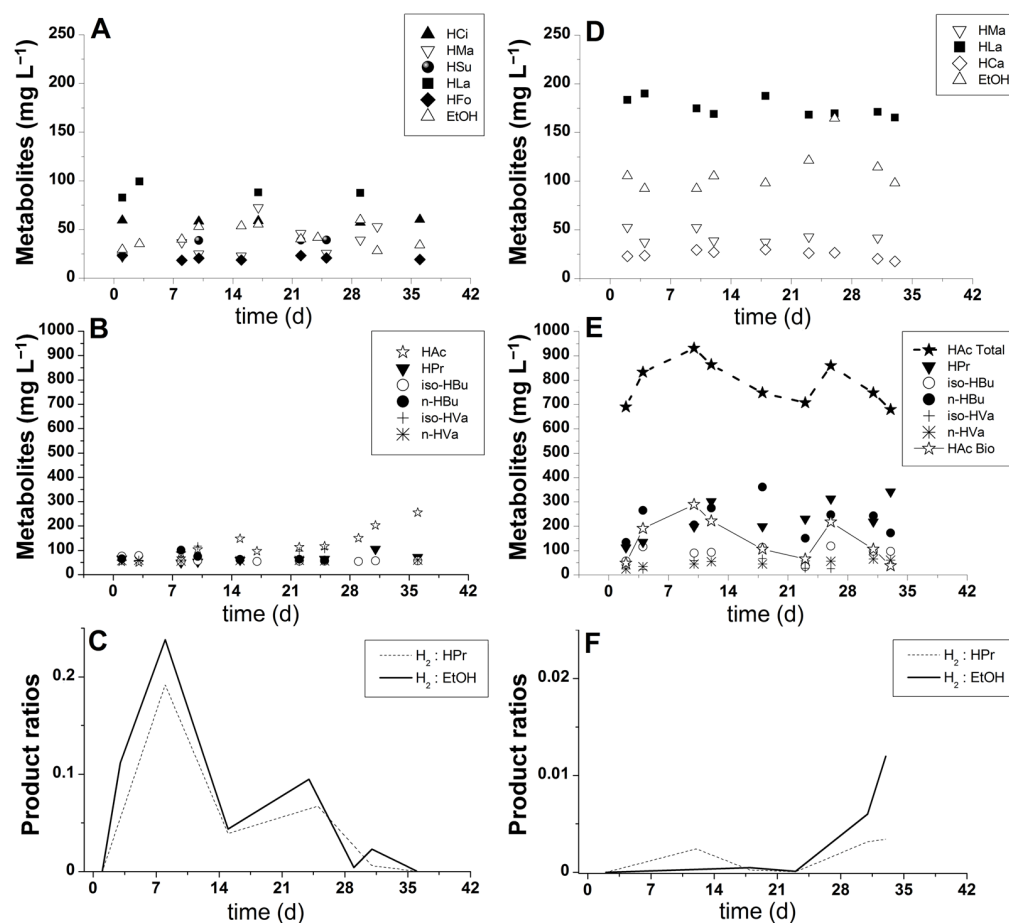 A
Metabolites (mg L⁻¹)
250
200
150
100
50
0
HCi
HMa
HSu
HLa
HFo
EtOH
0 7 14 21 28 35 42
time (d)
D
Metabolites (mg L⁻¹)
250
200
150
100
50
0
HMa
HLa
HCa
EtOH
0 7 14 21 28 35 42
time (d)
B
Metabolites (mg L⁻¹)
1000
900
800
700
600
500
400
300
200
100
0
HAc
HPr
iso-HBu
n-HBu
iso-HVa
n-HVa
0 7 14 21 28 35 42
time (d)
E
Metabolites (mg L⁻¹)
1000
900
800
700
600
500
400
300
200
100
0
HAc Total
HPr
iso-HBu
n-HBu
iso-HVa
n-HVa
HAc Bio
0 7 14 21 28 35 42
time (d)
C
Product ratios
0.2
0.1
0
H₂ : HPr
H₂ : EtOH
0 7 14 21 28 35 42
time (d)
F
Product ratios
0.02
0.01
0
H₂ : HPr
H₂ : EtOH
0 7 14 21 28 35 42
time (d)